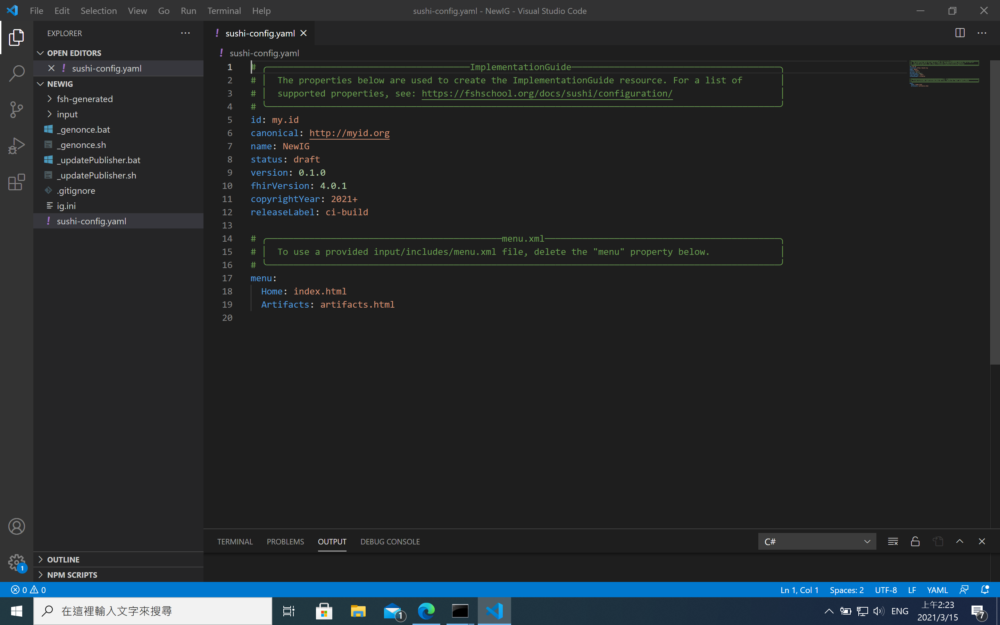 File Edit Selection View Go Run Terminal Help
sushi-config.yaml - NewIG - Visual Studio Code
EXPLORER
OPEN EDITORS
sushi-config.yaml
NEWIG
fsh-generated
input
_genonce.bat
_genonce.sh
_updatePublisher.bat
_updatePublisher.sh
.gitignore
ig.ini
sushi-config.yaml
OUTLINE
NPM SCRIPTS
1
sushi-config.yaml
sushi-config.yaml
1 # ImplementationGuide
2 # The properties below are used to create the ImplementationGuide resource. For a list of
3 # supported properties, see: https://fshschool.org/docs/sushi/configuration/
4 #
5 id: my.id
6 canonical: http://myid.org
7 name: NewIG
8 status: draft
9 version: 0.1.0
10 fhirVersion: 4.0.1
11 copyrightYear: 2021+
12 releaseLabel: ci-build
13
14 # menu.xml
15 # To use a provided input/includes/menu.xml file, delete the "menu" property below.
16 #
17 menu:
18 Home: index.html
19 Artifacts: artifacts.html
20
TERMINAL PROBLEMS OUTPUT DEBUG CONSOLE
C#
0 0
Ln 1, Col 1 Spaces: 2 UTF-8 LF YAML
在這裡輸入文字來搜尋
1
ENG
上午2:23
2021/3/15
7